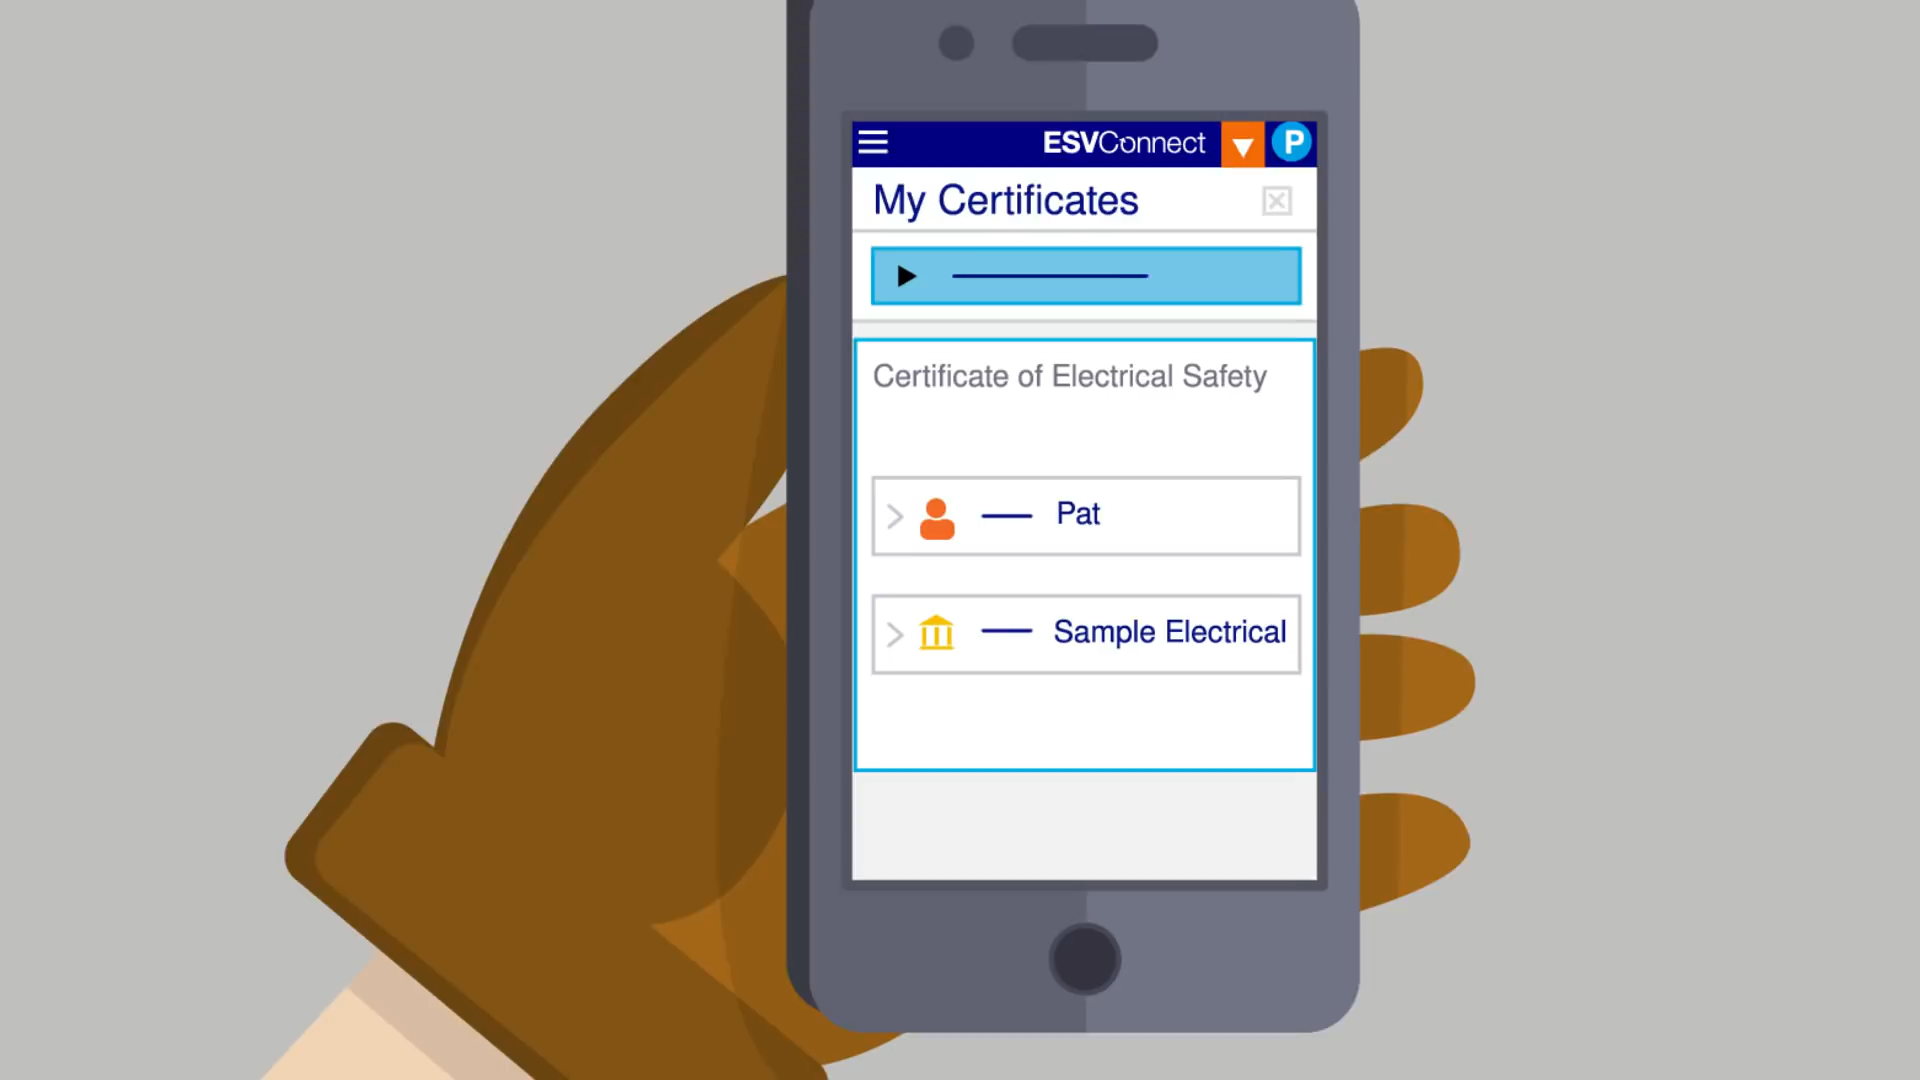 ESVConnect
P
My Certificates
Certificate of Electrical Safety
Pat
Sample Electrical